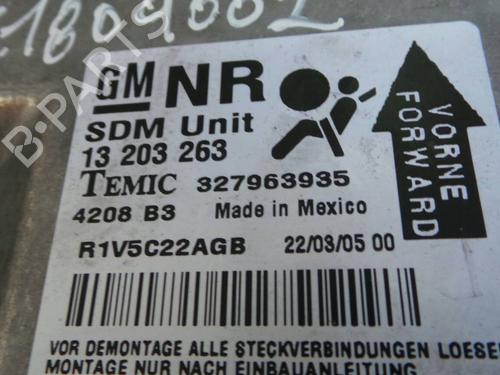 1809002
GM NR
SDM Unit
13 203 263
TEMIC 327963935
4208 B3 Made in Mexico
R1V5C22AGB 22/03/05 00
VORNE
FORWARD
VOR DEMONTAGE ALLE STECKVERBINDUNGEN LOESEN
MONTAGE NUR NACH EINBAUANLEITUNG
B-PARTS